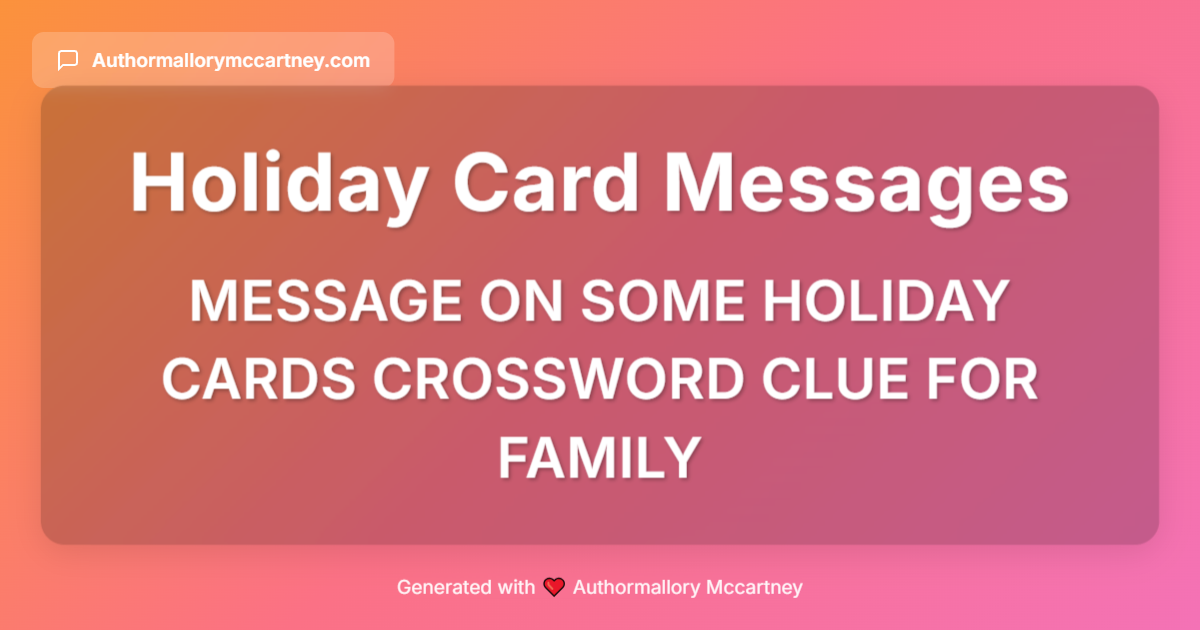 Authormallorymccartney.com
Holiday Card Messages
MESSAGE ON SOME HOLIDAY
CARDS CROSSWORD CLUE FOR
FAMILY
Generated with ❤️ Authormallory Mccartney